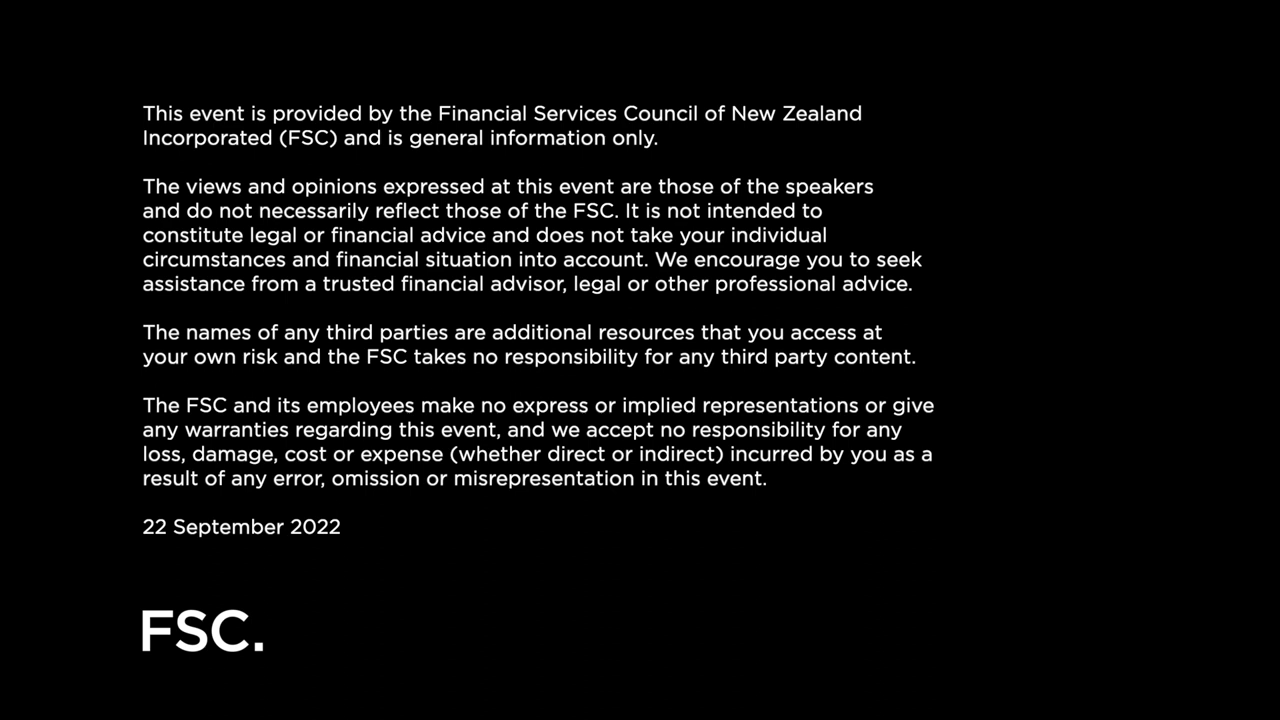 This event is provided by the Financial Services Council of New Zealand
Incorporated (FSC) and is general information only.
The views and opinions expressed at this event are those of the speakers
and do not necessarily reflect those of the FSC. It is not intended to
constitute legal or financial advice and does not take your individual
circumstances and financial situation into account. We encourage you to seek
assistance from a trusted financial advisor, legal or other professional advice.
The names of any third parties are additional resources that you access at
your own risk and the FSC takes no responsibility for any third party content.
The FSC and its employees make no express or implied representations or give
any warranties regarding this event, and we accept no responsibility for any
loss, damage, cost or expense (whether direct or indirect) incurred by you as a
result of any error, omission or misrepresentation in this event.
22 September 2022
FSC.